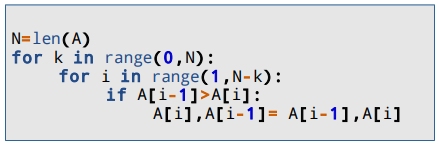 N=len(A)
for k in range(0,N):
    for i in range(1,N-k):
        if A[i-1]>A[i]:
            A[i],A[i-1]= A[i-1],A[i]